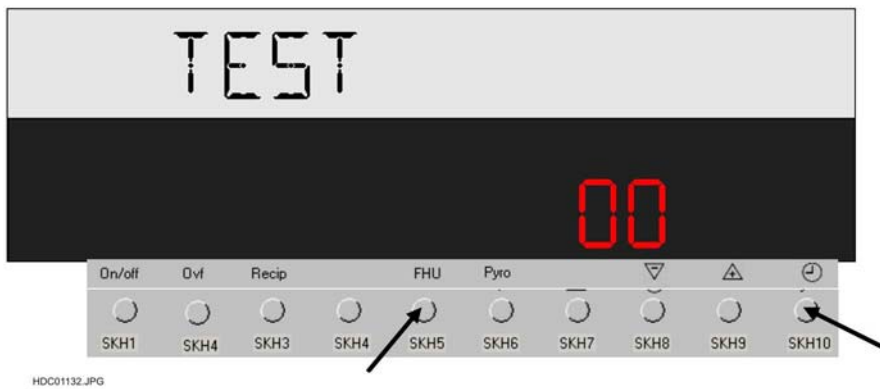 TEST
00
On/off Ovf Recip FHU Pyro
SKH1 SKH4 SKH3 SKH4 SKH5 SKH6 SKH7 SKH8 SKH9 SKH10
HDC01132.JPG